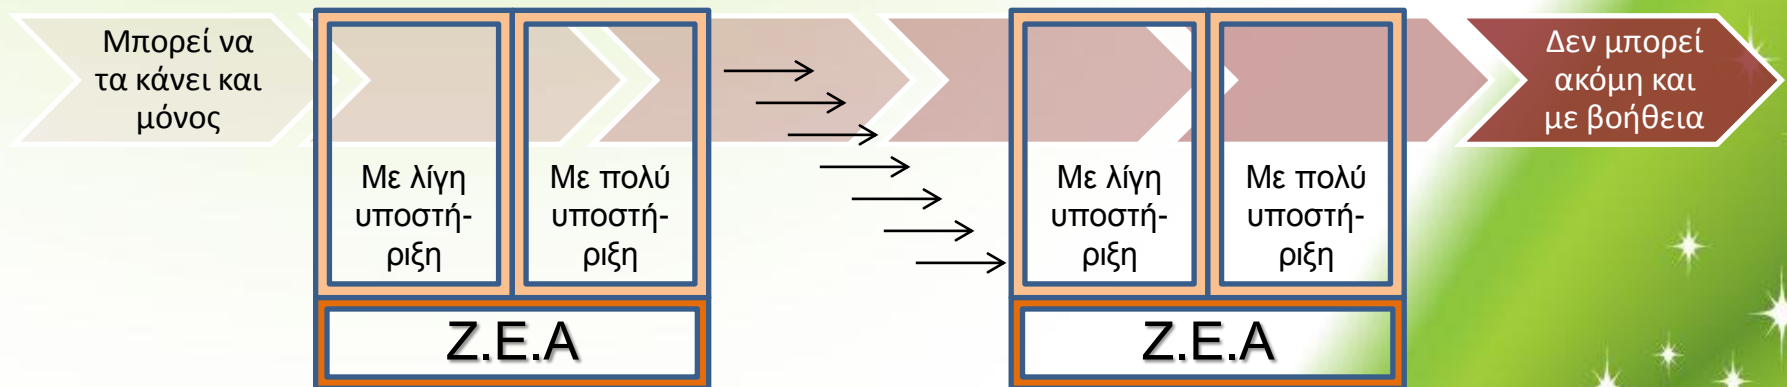 Μπορεί να
τα κάνει και
μόνος
Με λίγη
υποστή-
ριξη
Με πολύ
υποστή-
ριξη
Ζ.Ε.Α
Με λίγη
υποστή-
ριξη
Με πολύ
υποστή-
ριξη
Ζ.Ε.Α
Δεν μπορεί
ακόμη και
με βοήθεια